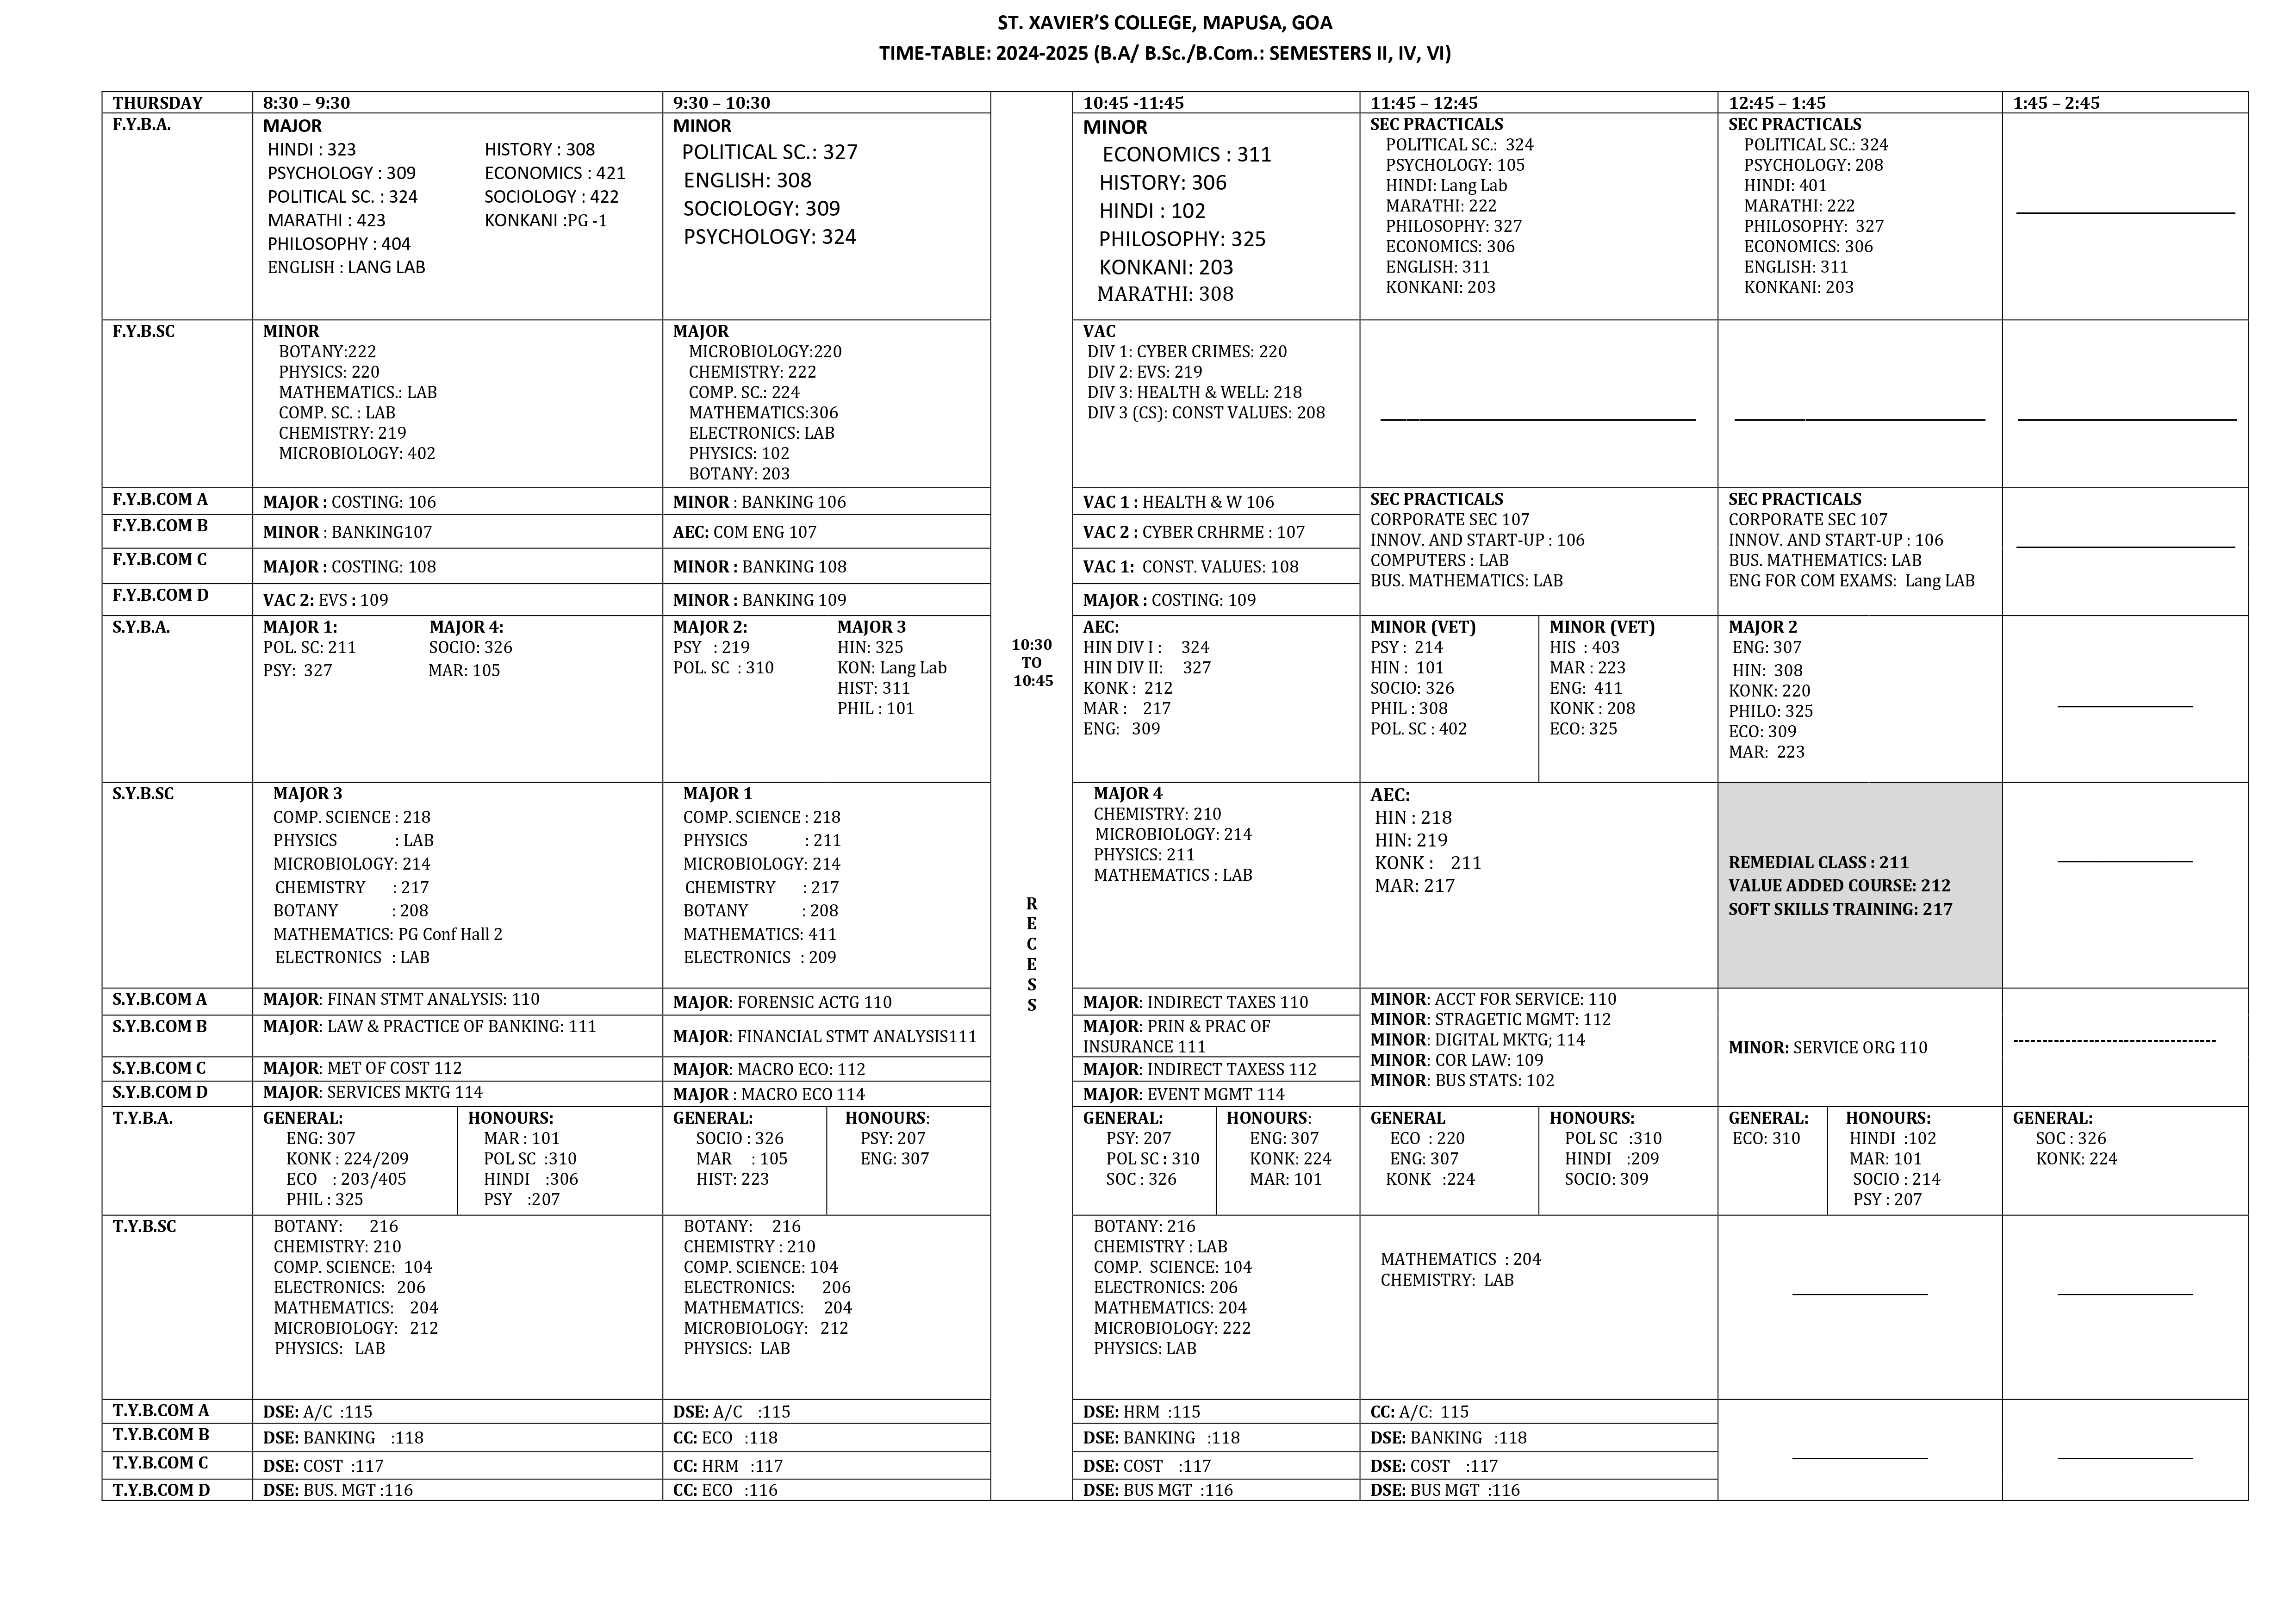 ST. XAVIER’S COLLEGE, MAPUSA, GOA
TIME-TABLE: 2024-2025 (B.A/ B.Sc./B.Com.: SEMESTERS II, IV, VI)
THURSDAY
8:30 – 9:30
9:30 – 10:30
10:45 -11:45
11:45 – 12:45
12:45 – 1:45
1:45 – 2:45
F.Y.B.A.
MAJOR
HINDI : 323
PSYCHOLOGY : 309
POLITICAL SC. : 324
MARATHI : 423
PHILOSOPHY : 404
ENGLISH : LANG LAB
HISTORY : 308
ECONOMICS : 421
SOCIOLOGY : 422
KONKANI :PG -1
MINOR
POLITICAL SC.: 327
ENGLISH: 308
SOCIOLOGY: 309
PSYCHOLOGY: 324
MINOR
ECONOMICS : 311
HISTORY: 306
HINDI : 102
PHILOSOPHY: 325
KONKANI: 203
MARATHI: 308
SEC PRACTICALS
POLITICAL SC.: 324
PSYCHOLOGY: 105
HINDI: Lang Lab
MARATHI: 222
PHILOSOPHY: 327
ECONOMICS: 306
ENGLISH: 311
KONKANI: 203
SEC PRACTICALS
POLITICAL SC.: 324
PSYCHOLOGY: 208
HINDI: 401
MARATHI: 222
PHILOSOPHY: 327
ECONOMICS: 306
ENGLISH: 311
KONKANI: 203
F.Y.B.SC
MINOR
BOTANY:222
PHYSICS: 220
MATHEMATICS.: LAB
COMP. SC. : LAB
CHEMISTRY: 219
MICROBIOLOGY: 402
MAJOR
MICROBIOLOGY:220
CHEMISTRY: 222
COMP. SC.: 224
MATHEMATICS:306
ELECTRONICS: LAB
PHYSICS: 102
BOTANY: 203
VAC
DIV 1: CYBER CRIMES: 220
DIV 2: EVS: 219
DIV 3: HEALTH & WELL: 218
DIV 3 (CS): CONST VALUES: 208
F.Y.B.COM A
MAJOR : COSTING: 106
MINOR : BANKING 106
VAC 1 : HEALTH & W 106
F.Y.B.COM B
MINOR : BANKING107
AEC: COM ENG 107
VAC 2 : CYBER CRHRME : 107
F.Y.B.COM C
MAJOR : COSTING: 108
MINOR : BANKING 108
VAC 1: CONST. VALUES: 108
F.Y.B.COM D
VAC 2: EVS : 109
MINOR : BANKING 109
MAJOR : COSTING: 109
SEC PRACTICALS
CORPORATE SEC 107
INNOV. AND START-UP : 106
COMPUTERS : LAB
BUS. MATHEMATICS: LAB
SEC PRACTICALS
CORPORATE SEC 107
INNOV. AND START-UP : 106
BUS. MATHEMATICS: LAB
ENG FOR COM EXAMS: Lang LAB
S.Y.B.A.
MAJOR 1:
POL. SC: 211
PSY: 327
MAJOR 4:
SOCIO: 326
MAR: 105
MAJOR 2:
PSY : 219
POL. SC : 310
MAJOR 3
HIN: 325
KON: Lang Lab
HIST: 311
PHIL : 101
10:30
TO
10:45
AEC:
HIN DIV I : 324
HIN DIV II: 327
KONK : 212
MAR : 217
ENG: 309
MINOR (VET)
PSY : 214
HIN : 101
SOCIO: 326
PHIL : 308
POL. SC : 402
MINOR (VET)
HIS : 403
MAR : 223
ENG: 411
KONK : 208
ECO: 325
MAJOR 2
ENG: 307
HIN: 308
KONK: 220
PHILO: 325
ECO: 309
MAR: 223
S.Y.B.SC
MAJOR 3
COMP. SCIENCE : 218
PHYSICS : LAB
MICROBIOLOGY: 214
CHEMISTRY : 217
BOTANY : 208
MATHEMATICS: PG Conf Hall 2
ELECTRONICS : LAB
MAJOR 1
COMP. SCIENCE : 218
PHYSICS : 211
MICROBIOLOGY: 214
CHEMISTRY : 217
BOTANY : 208
MATHEMATICS: 411
ELECTRONICS : 209
R
E
C
E
S
S
MAJOR 4
CHEMISTRY: 210
MICROBIOLOGY: 214
PHYSICS: 211
MATHEMATICS : LAB
AEC:
HIN : 218
HIN: 219
KONK : 211
MAR: 217
REMEDIAL CLASS : 211
VALUE ADDED COURSE: 212
SOFT SKILLS TRAINING: 217
S.Y.B.COM A
MAJOR: FINAN STMT ANALYSIS: 110
MAJOR: FORENSIC ACTG 110
MAJOR: INDIRECT TAXES 110
S.Y.B.COM B
MAJOR: LAW & PRACTICE OF BANKING: 111
MAJOR: FINANCIAL STMT ANALYSIS111
MAJOR: PRIN & PRAC OF
INSURANCE 111
S.Y.B.COM C
MAJOR: MET OF COST 112
MAJOR: MACRO ECO: 112
MAJOR: INDIRECT TAXESS 112
S.Y.B.COM D
MAJOR: SERVICES MKTG 114
MAJOR : MACRO ECO 114
MAJOR: EVENT MGMT 114
MINOR: ACCT FOR SERVICE: 110
MINOR: STRAGETIC MGMT: 112
MINOR: DIGITAL MKTG; 114
MINOR: COR LAW: 109
MINOR: BUS STATS: 102
MINOR: SERVICE ORG 110
---------------------------------
T.Y.B.A.
GENERAL:
ENG: 307
KONK : 224/209
ECO : 203/405
PHIL : 325
HONOURS:
MAR : 101
POL SC :310
HINDI :306
PSY :207
GENERAL:
SOCIO : 326
MAR : 105
HIST: 223
HONOURS:
PSY: 207
ENG: 307
GENERAL:
PSY: 207
POL SC : 310
SOC : 326
HONOURS:
ENG: 307
KONK: 224
MAR: 101
GENERAL
ECO : 220
ENG: 307
KONK :224
HONOURS:
POL SC :310
HINDI :209
SOCIO: 309
GENERAL:
ECO: 310
HONOURS:
HINDI :102
MAR: 101
SOCIO : 214
PSY : 207
GENERAL:
SOC : 326
KONK: 224
T.Y.B.SC
BOTANY: 216
CHEMISTRY: 210
COMP. SCIENCE: 104
ELECTRONICS: 206
MATHEMATICS: 204
MICROBIOLOGY: 212
PHYSICS: LAB
BOTANY: 216
CHEMISTRY : 210
COMP. SCIENCE: 104
ELECTRONICS: 206
MATHEMATICS: 204
MICROBIOLOGY: 212
PHYSICS: LAB
BOTANY: 216
CHEMISTRY : LAB
COMP. SCIENCE: 104
ELECTRONICS: 206
MATHEMATICS: 204
MICROBIOLOGY: 222
PHYSICS: LAB
MATHEMATICS : 204
CHEMISTRY: LAB
T.Y.B.COM A
DSE: A/C :115
DSE: A/C :115
DSE: HRM :115
CC: A/C: 115
T.Y.B.COM B
DSE: BANKING :118
CC: ECO :118
DSE: BANKING :118
DSE: BANKING :118
T.Y.B.COM C
DSE: COST :117
CC: HRM :117
DSE: COST :117
DSE: COST :117
T.Y.B.COM D
DSE: BUS. MGT :116
CC: ECO :116
DSE: BUS MGT :116
DSE: BUS MGT :116